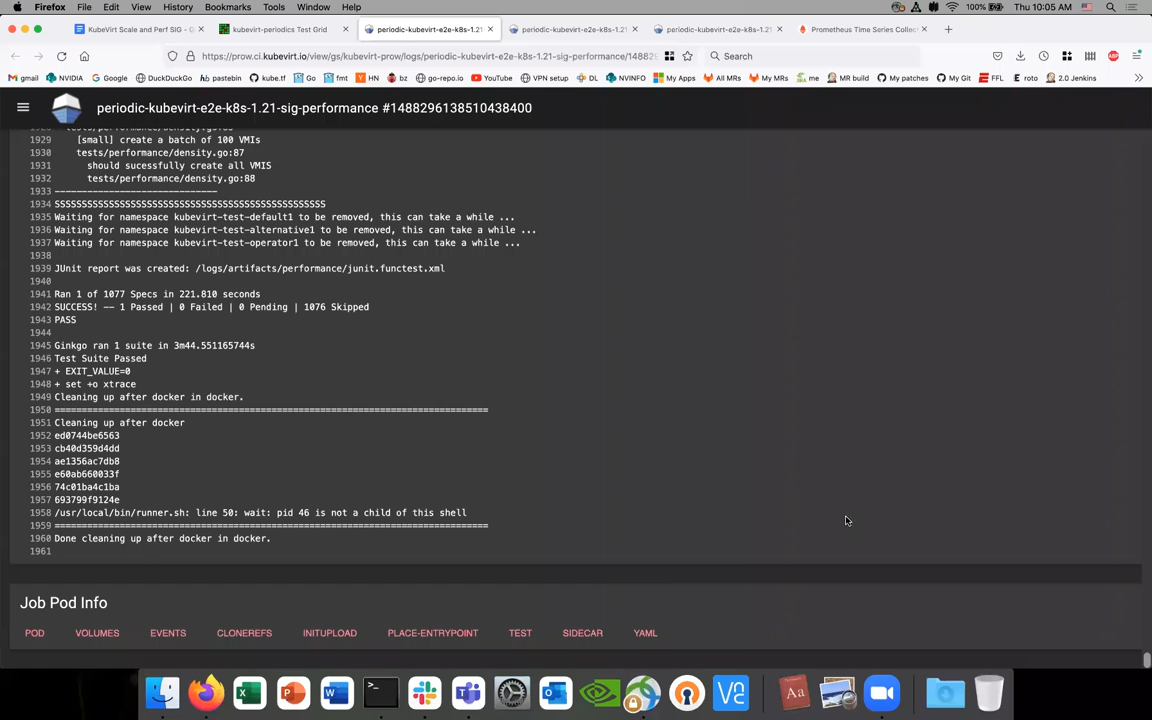 Firefox File Edit View History Bookmarks Tools Window Help 100% Thu 10:05 AM
KubeVirt Scale and Perf SIG - G kubevirt-periodics Test Grid periodic-kubevirt-e2e-k8s-1.21 periodic-kubevirt-e2e-k8s-1.21- periodic-kubevirt-e2e-k8s-1.21- Prometheus Time Series Collect
https://prow.ci.kubevirt.io/view/gs/kubevirt-prow/logs/periodic-kubevirt-e2e-k8s-1.21-sig-performance/14882 Search
gmail NVIDIA Google DuckDuckGo pastebin kube.tf Go fmt HN bz go-repo.io YouTube VPN setup DL NVINFO My Apps All MRs My MRs me MR build My patches My Git FFL roto 2.0 Jenkins
periodic-kubevirt-e2e-k8s-1.21-sig-performance #1488296138510438400
1929 [small] create a batch of 100 VMIs
1930 tests/performance/density.go:87
1931 should sucessfully create all VMIS
1932 tests/performance/density.go:88
1933 ------------------------------
1934 SSSSSSSSSSSSSSSSSSSSSSSSSSSSSSSSSSSSSSSSSSSSSSSSSS
1935 Waiting for namespace kubevirt-test-default1 to be removed, this can take a while ...
1936 Waiting for namespace kubevirt-test-alternative1 to be removed, this can take a while ...
1937 Waiting for namespace kubevirt-test-operator1 to be removed, this can take a while ...
1938
1939 JUnit report was created: /logs/artifacts/performance/junit.functest.xml
1940
1941 Ran 1 of 1077 Specs in 221.810 seconds
1942 SUCCESS! -- 1 Passed | 0 Failed | 0 Pending | 1076 Skipped
1943 PASS
1944
1945 Ginkgo ran 1 suite in 3m44.551165744s
1946 Test Suite Passed
1947 + EXIT_VALUE=0
1948 + set +o xtrace
1949 Cleaning up after docker in docker.
1950 ================================================================================
1951 Cleaning up after docker
1952 ed0744be6563
1953 cb40d359d4dd
1954 ae1356ac7db8
1955 e60ab660033f
1956 74c01ba4c1ba
1957 693799f9124e
1958 /usr/local/bin/runner.sh: line 50: wait: pid 46 is not a child of this shell
1959 ================================================================================
1960 Done cleaning up after docker in docker.
1961
Job Pod Info
POD VOLUMES EVENTS CLONEREFS INITUPLOAD PLACE-ENTRYPOINT TEST SIDECAR YAML